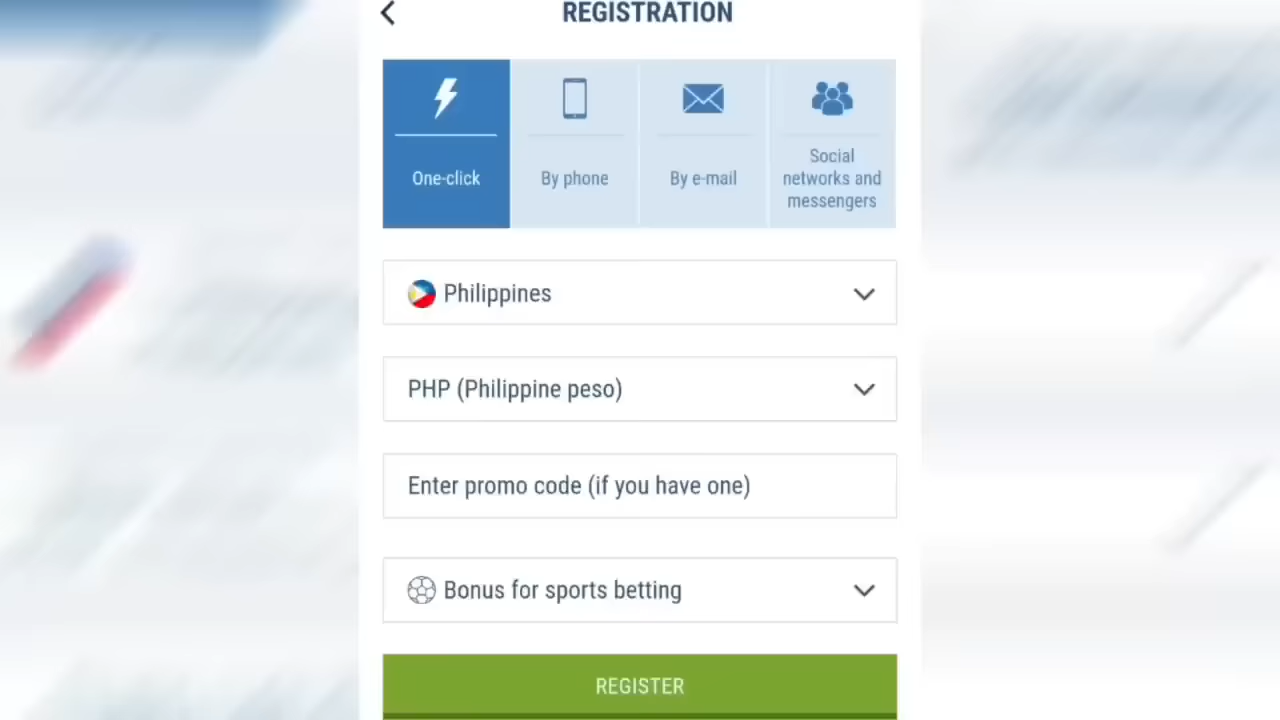 REGISTRATION
One-click
By phone
By e-mail
Social
networks and
messengers
Philippines
PHP (Philippine peso)
Enter promo code (if you have one)
Bonus for sports betting
REGISTER